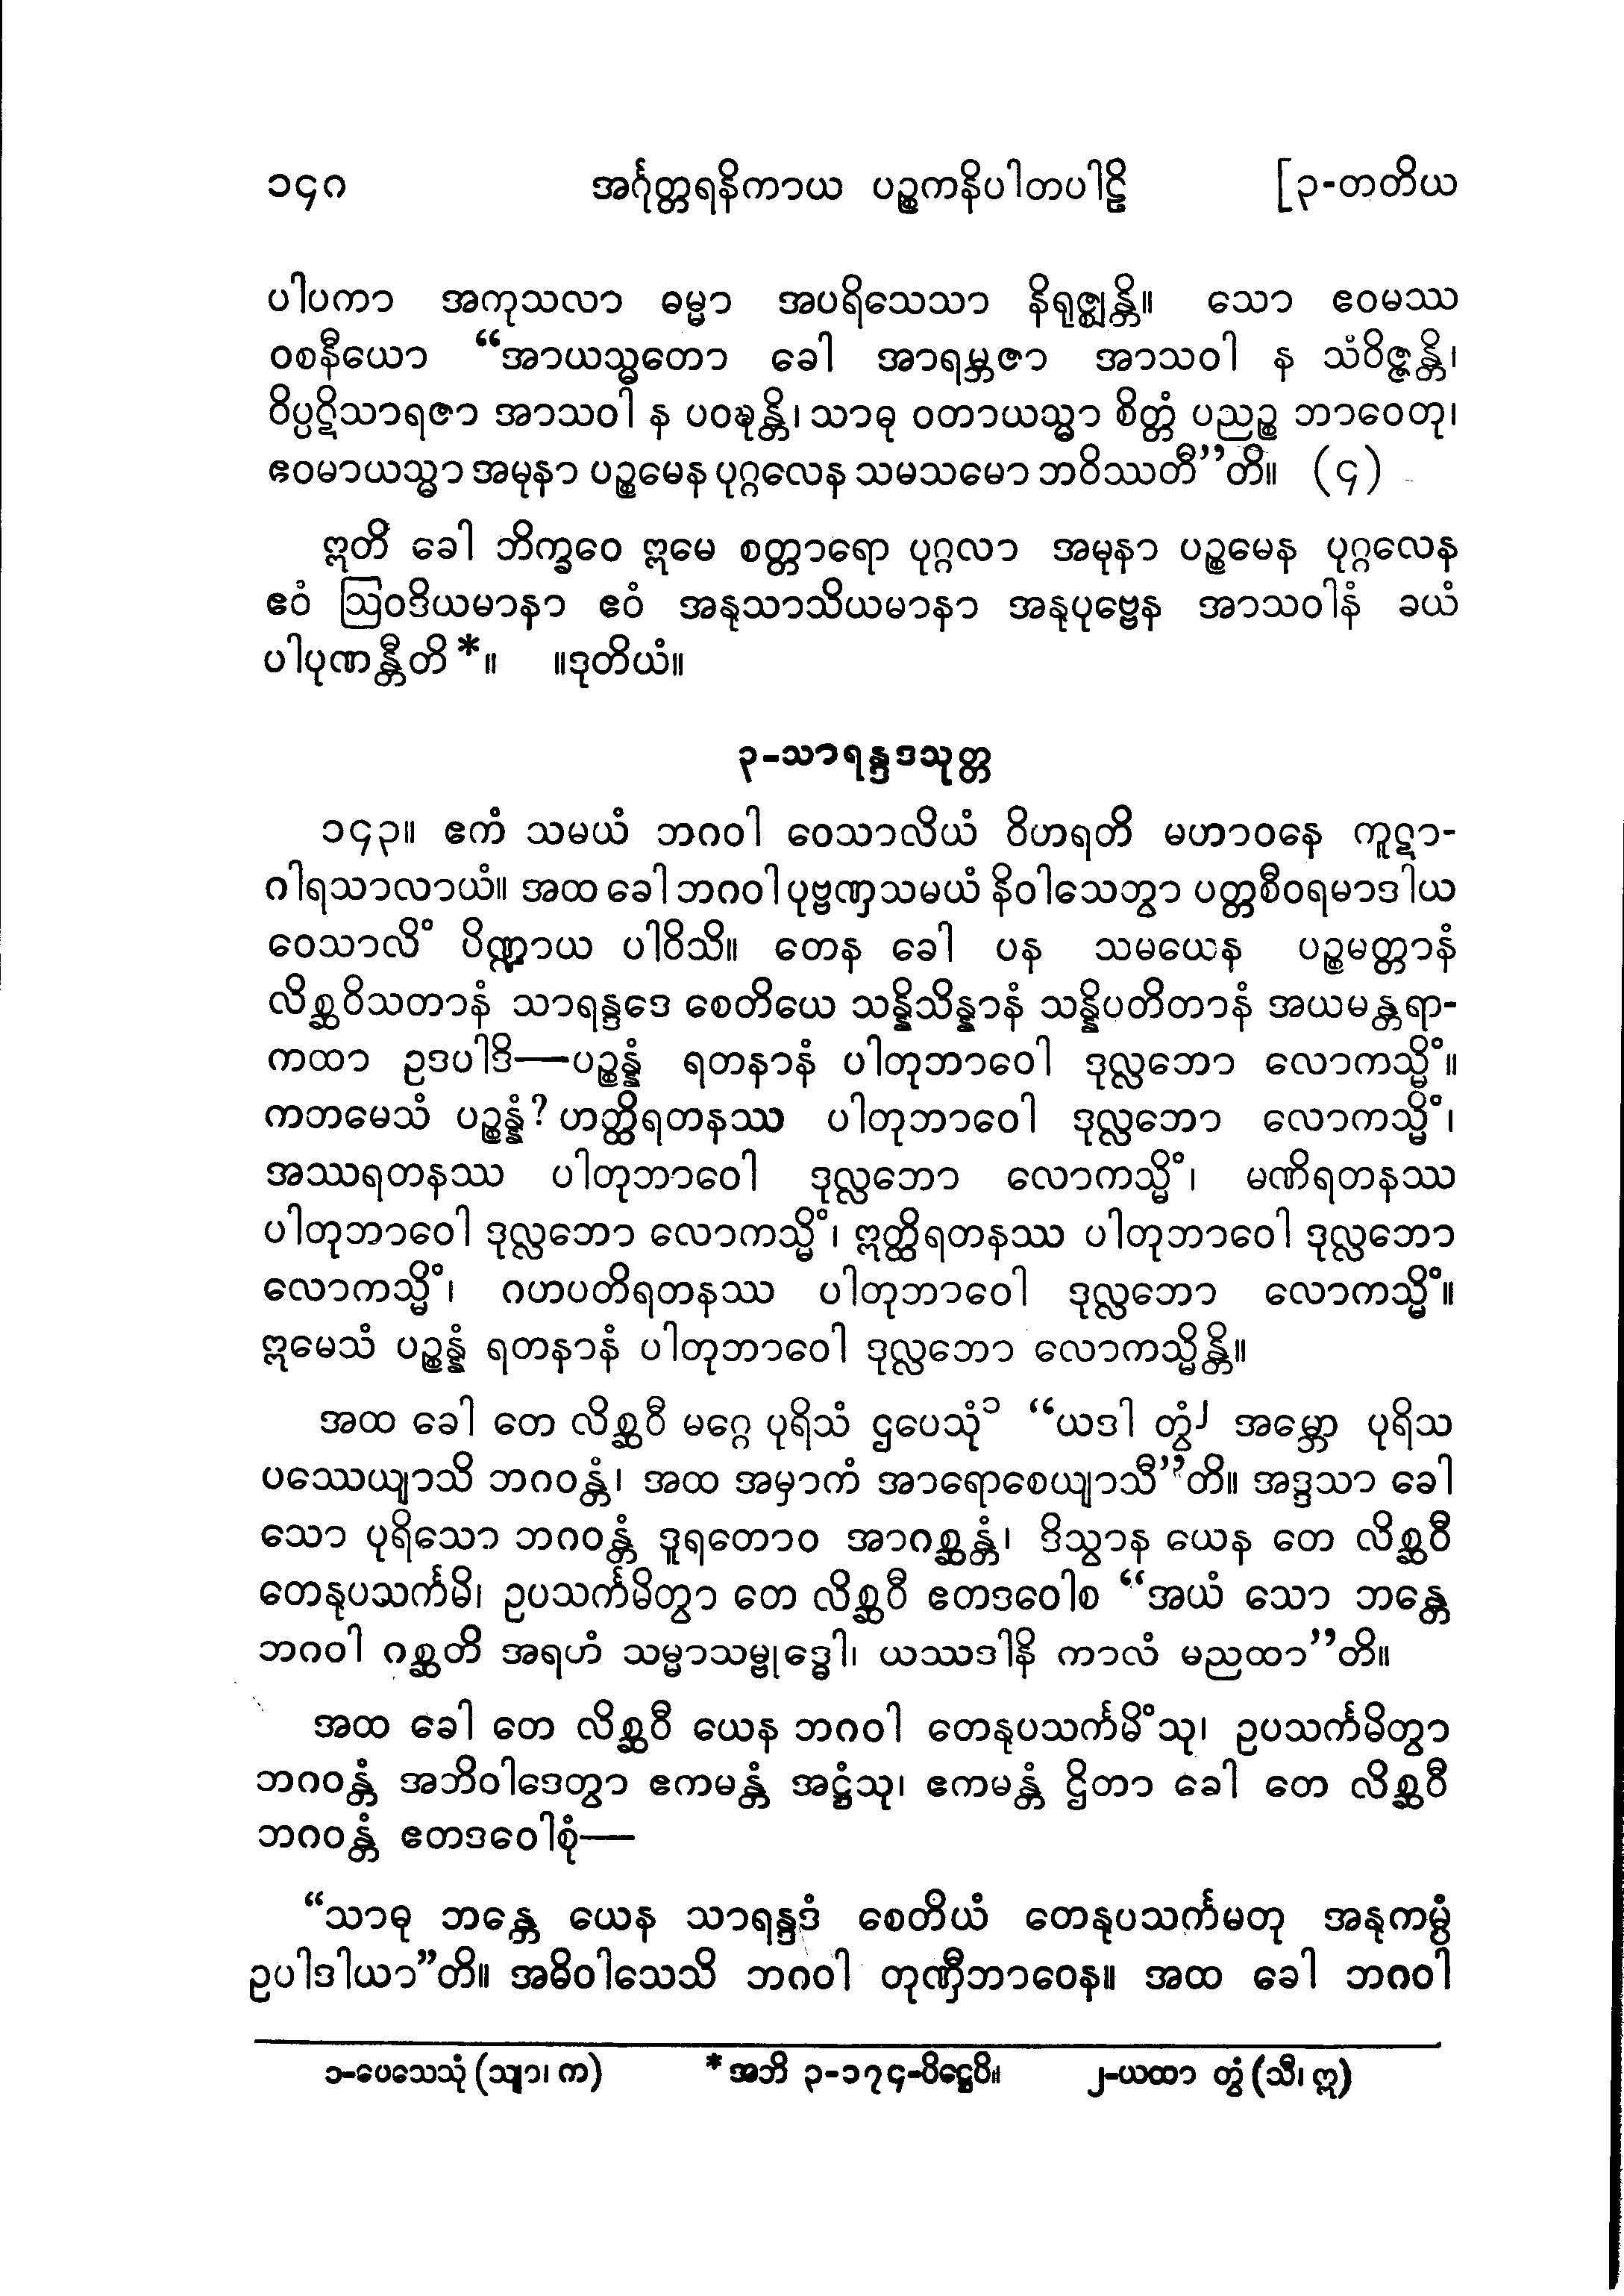 ၁၄၈ အင်္ဂုတ္တရနိကာယ ပဉ္စကနိပါတပါဠိ [၃-တတိယ
ပါပကာ အကုသလာ ဓမ္မာ အပရိသေသာ နိရုဇ္ဈန္တိ။ သော ဧဝမဿ
ဝစနီယော “အာယသ္မတော ခေါ အာရမ္ဘဇာ အာသဝါ န သံဝိဇ္ဇန္တိ၊
ဝိပ္ပဋိသာရဇာ အာသဝါ န ပဝဍ္ဎန္တိ၊ သာဓု ဝတာယသ္မာ စိတ္တံ ပညဉ္စ ဘာဝေတု၊
ဧဝမာယသ္မာ အမုနာ ပဉ္စမေန ပုဂ္ဂလေန သမသမော ဘဝိဿတီ”တိ။ (၄)
ဣတိ ခေါ ဘိက္ခဝေ ဣမေ စတ္တာရော ပုဂ္ဂလာ အမုနာ ပဉ္စမေန ပုဂ္ဂလေန
ဧဝံ ဩဝဒိယမာနာ ဧဝံ အနုသာသိယမာနာ အနုပုဗ္ဗေန အာသဝါနံ ခယံ
ပါပုဏန္တီတိ*။ ။ဒုတိယံ။
၃-သာရန္ဒဒသုတ္တ
၁၄၃။ ဧကံ သမယံ ဘဂဝါ ဝေသာလိယံ ဝိဟရတိ မဟာဝနေ ကူဋာ-
ဂါရသာလာယံ။ အထ ခေါ ဘဂဝါ ပုဗ္ဗဏှသမယံ နိဝါသေတွာ ပတ္တစီဝရမာဒါယ
ဝေသာလိံ ပိဏ္ဍာယ ပါဝိသိ။ တေန ခေါ ပန သမယေန ပဉ္စမတ္တာနံ
လိစ္ဆဝိသတာနံ သာရန္ဒဒေ စေတိယေ သန္နိသိန္နာနံ သန္နိပတိတာနံ အယမန္တရာ-
ကထာ ဥဒပါဒိ—ပဉ္စန္နံ ရတနာနံ ပါတုဘာဝေါ ဒုလ္လဘော လောကသ္မိံ။
ကတမေသံ ပဉ္စန္နံ? ဟတ္ထိရတနဿ ပါတုဘာဝေါ ဒုလ္လဘော လောကသ္မိံ၊
အဿရတနဿ ပါတုဘာဝေါ ဒုလ္လဘော လောကသ္မိံ၊ မဏိရတနဿ
ပါတုဘာဝေါ ဒုလ္လဘော လောကသ္မိံ၊ ဣတ္ထိရတနဿ ပါတုဘာဝေါ ဒုလ္လဘော
လောကသ္မိံ၊ ဂဟပတိရတနဿ ပါတုဘာဝေါ ဒုလ္လဘော လောကသ္မိံ။
ဣမေသံ ပဉ္စန္နံ ရတနာနံ ပါတုဘာဝေါ ဒုလ္လဘော လောကသ္မိန္တိ။
အထ ခေါ တေ လိစ္ဆဝီ မဂ္ဂေ ပုရိသံ ဌပေသုံ၁ “ယဒါ တွံ၂ အမ္ဘော ပုရိသ
ပဿေယျာသိ ဘဂဝန္တံ၊ အထ အမှာကံ အာရောစေယျာသီ”တိ။ အဒ္ဒသာ ခေါ
သော ပုရိသော ဘဂဝန္တံ ဒူရတောဝ အာဂစ္ဆန္တံ၊ ဒိသွာန ယေန တေ လိစ္ဆဝီ
တေနုပသင်္ကမိ၊ ဥပသင်္ကမိတွာ တေ လိစ္ဆဝီ ဧတဒဝေါစ “အယံ သော ဘန္တေ
ဘဂဝါ ဂစ္ဆတိ အရဟံ သမ္မာသမ္ဗုဒ္ဓေါ၊ ယဿဒါနိ ကာလံ မညထာ”တိ။
အထ ခေါ တေ လိစ္ဆဝီ ယေန ဘဂဝါ တေနုပသင်္ကမိံသု၊ ဥပသင်္ကမိတွာ
ဘဂဝန္တံ အဘိဝါဒေတွာ ဧကမန္တံ အဋ္ဌံသု၊ ဧကမန္တံ ဌိတာ ခေါ တေ လိစ္ဆဝီ
ဘဂဝန္တံ ဧတဒဝေါစုံ—
“သာဓု ဘန္တေ ယေန သာရန္ဒဒံ စေတိယံ တေနုပသင်္ကမတု အနုကမ္ပံ
ဥပါဒါယာ”တိ။ အဓိဝါသေသိ ဘဂဝါ တုဏှီဘာဝေန။ အထ ခေါ ဘဂဝါ
၁-ပေသေသုံ (သျာ၊ က) *အဘိ ၃-၁၇၄-ပိဋ္ဌေပိ။ ၂-ယထာ တွံ (သီ၊ ဣ)